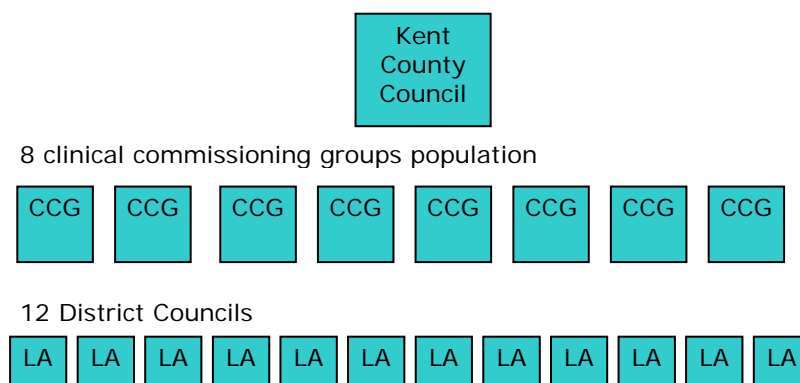 Kent
County
Council
8 clinical commissioning groups population
CCG CCG CCG CCG CCG CCG CCG CCG
12 District Councils
LA LA LA LA LA LA LA LA LA LA LA LA